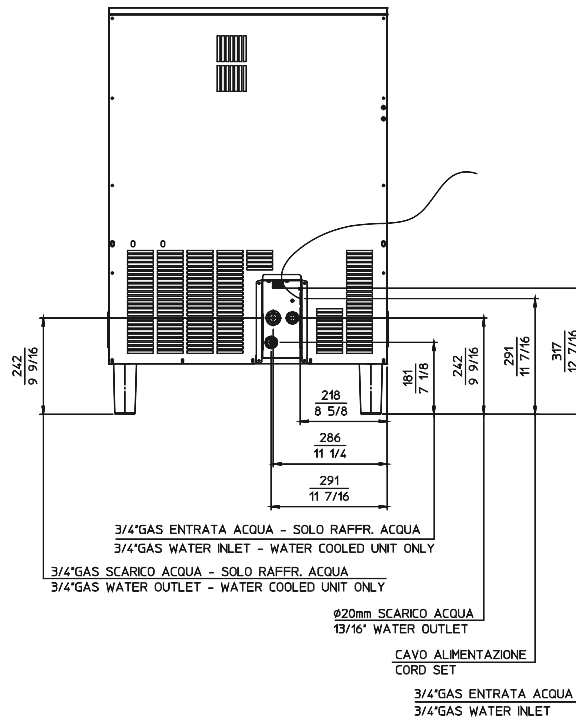 242
9 9/16
181
7 1/8
242
9 9/16
291
11 7/16
317
12 7/16
218
8 5/8
286
11 1/4
291
11 7/16
3/4"GAS ENTRATA ACQUA - SOLO RAFFR. ACQUA
3/4"GAS WATER INLET - WATER COOLED UNIT ONLY
3/4"GAS SCARICO ACQUA - SOLO RAFFR. ACQUA
3/4"GAS WATER OUTLET - WATER COOLED UNIT ONLY
ø20mm SCARICO ACQUA
13/16" WATER OUTLET
CAVO ALIMENTAZIONE
CORD SET
3/4"GAS ENTRATA ACQUA
3/4"GAS WATER INLET